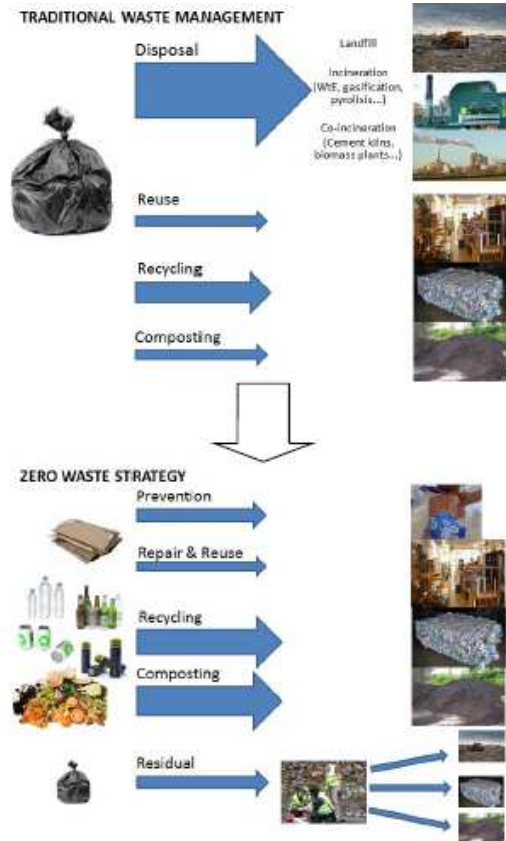 TRADITIONAL WASTE MANAGEMENT
Disposal
Landfill
Incineration
(WtE, gasification,
pyrolisis...)
Co-incineration
(Cement kilns,
biomass plants...)
Reuse
Recycling
Composting
ZERO WASTE STRATEGY
Prevention
Repair & Reuse
Recycling
Composting
Residual